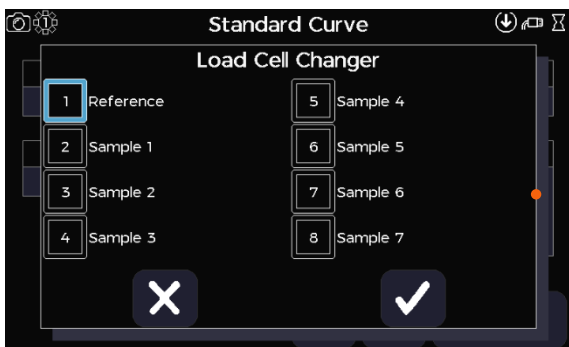 1
Standard Curve
Load Cell Changer
1 Reference
2 Sample 1
3 Sample 2
4 Sample 3
5 Sample 4
6 Sample 5
7 Sample 6
8 Sample 7